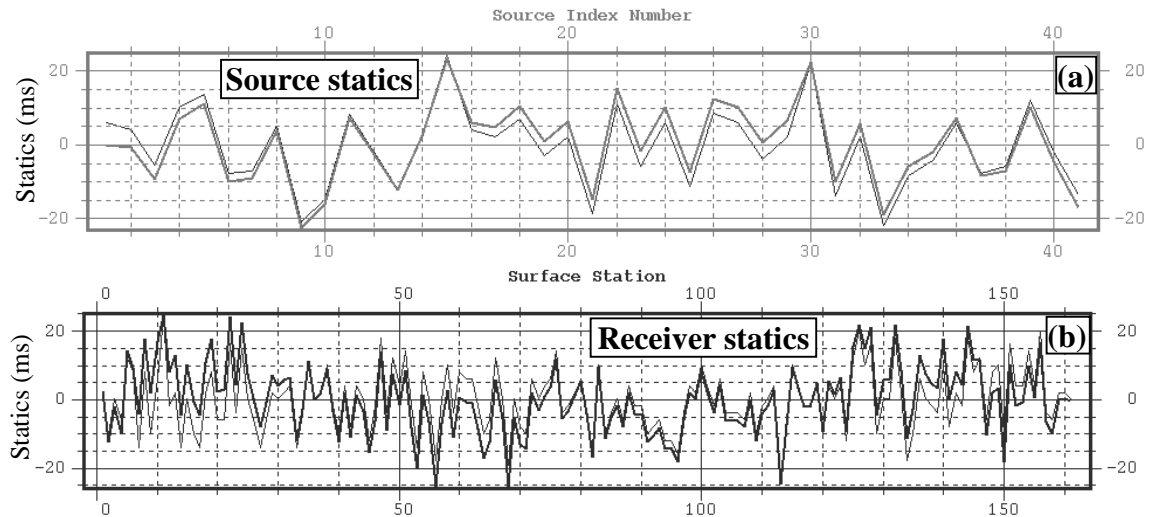 Source Index Number
10 20 30 40
Source statics
(a)
Statics (ms)
20 20
0 0
-20 -20
10 20 30 40
Surface Station
0 50 100 150
Receiver statics
(b)
Statics (ms)
20 20
0 0
-20 -20
0 50 100 150